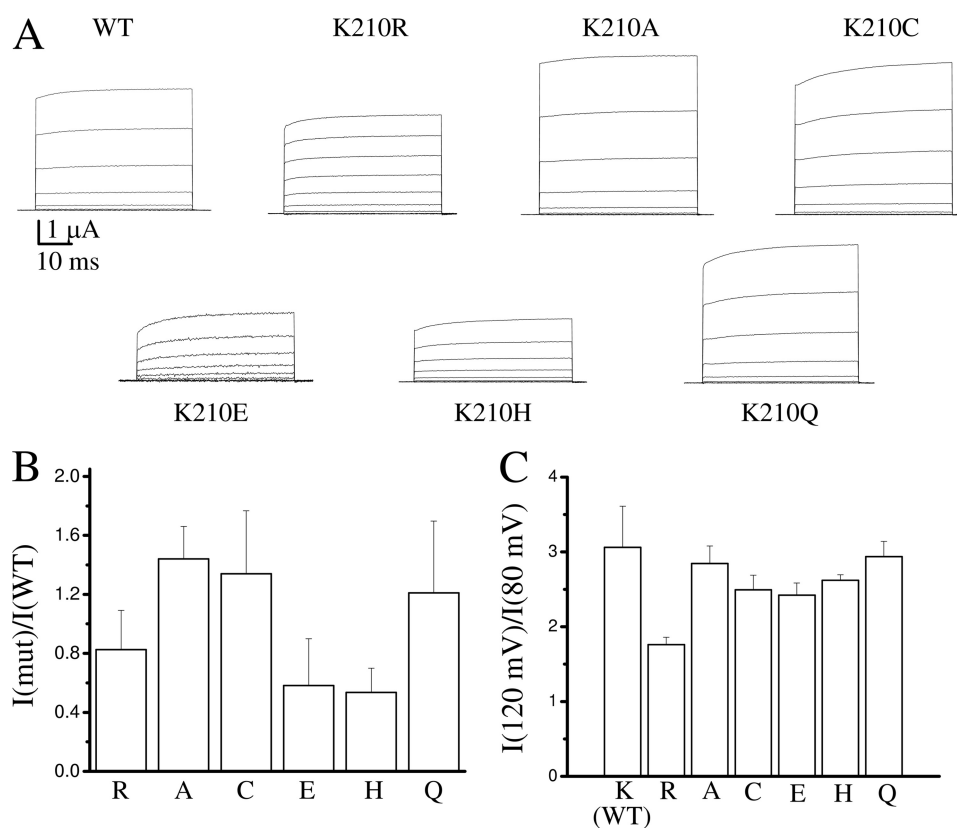 A
WT K210R K210A K210C
1 μA
10 ms
K210E K210H K210Q
B
I(mut)/I(WT)
2.0
1.6
1.2
0.8
0.4
0.0
R A C E H Q
C
I(120 mV)/I(80 mV)
4
3
2
1
0
K R A C E H Q
(WT)